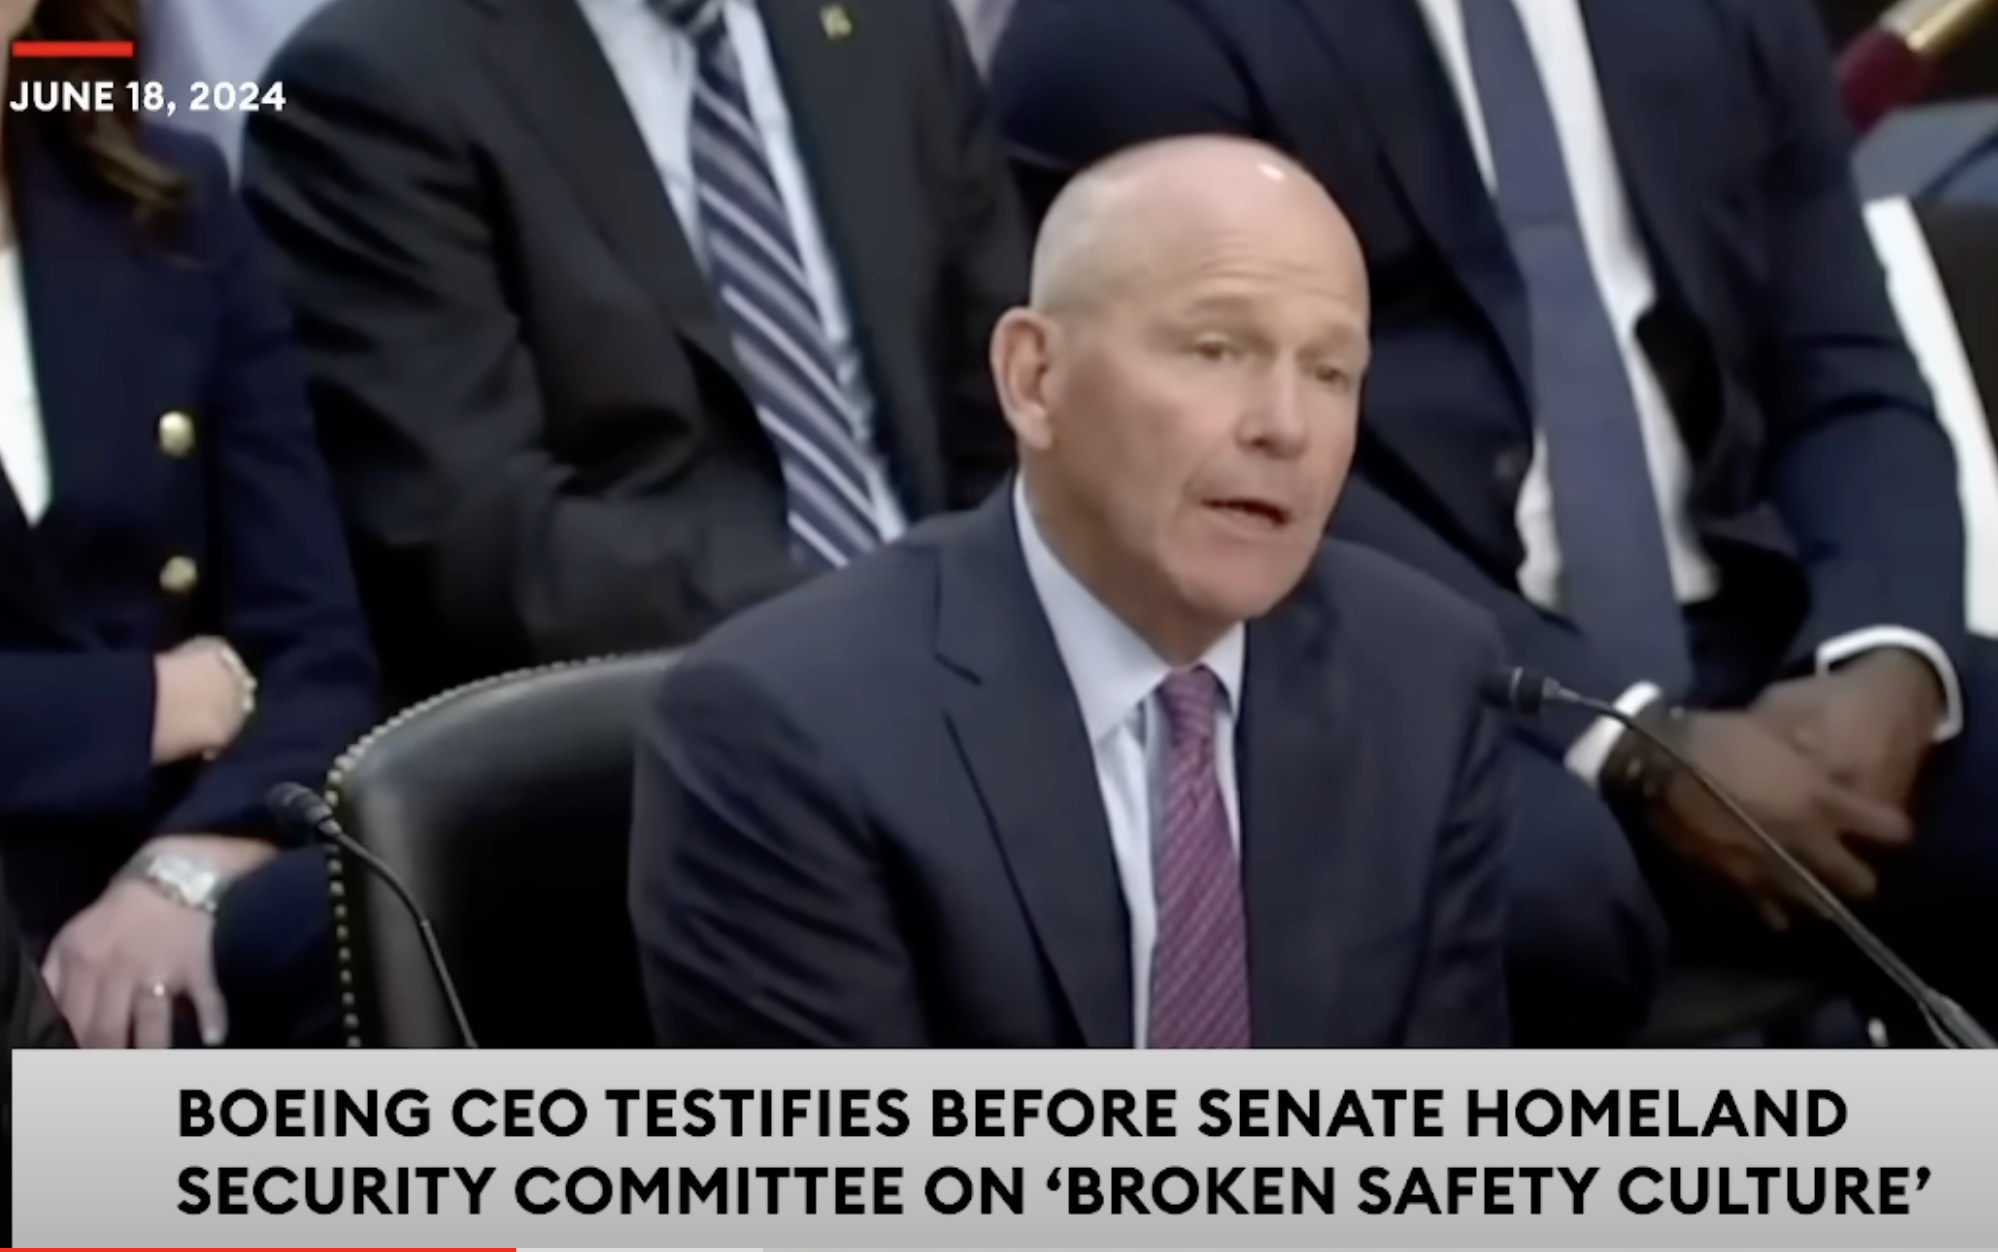 JUNE 18, 2024
BOEING CEO TESTIFIES BEFORE SENATE HOMELAND
SECURITY COMMITTEE ON ‘BROKEN SAFETY CULTURE’